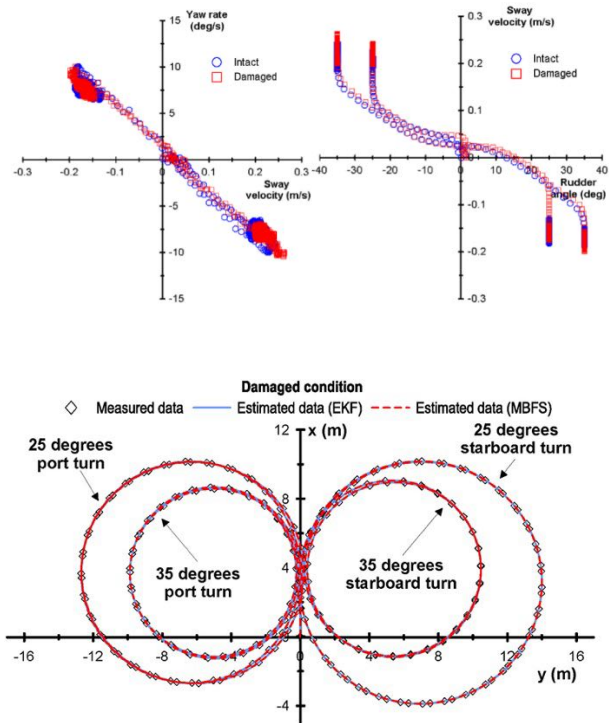 Yaw rate
(deg/s)
15
10
5
0
-5
-10
-15
-0.2
-0.1
0
0.1
0.2
0.3
Intact
Damaged
Sway
velocity (m/s)
Sway
velocity (m/s)
0.3
0.2
0.1
0
-0.1
-0.2
-0.3
-40
-30
-20
-10
0
10
20
30
40
Intact
Damaged
Rudder
angle (deg)
Damaged condition
Measured data
Estimated data (EKF)
Estimated data (MBFS)
12
x (m)
25 degrees
port turn
25 degrees
starboard turn
8
4
35 degrees
port turn
35 degrees
starboard turn
-16
-12
-8
-4
0
4
8
12
16
y (m)
-4